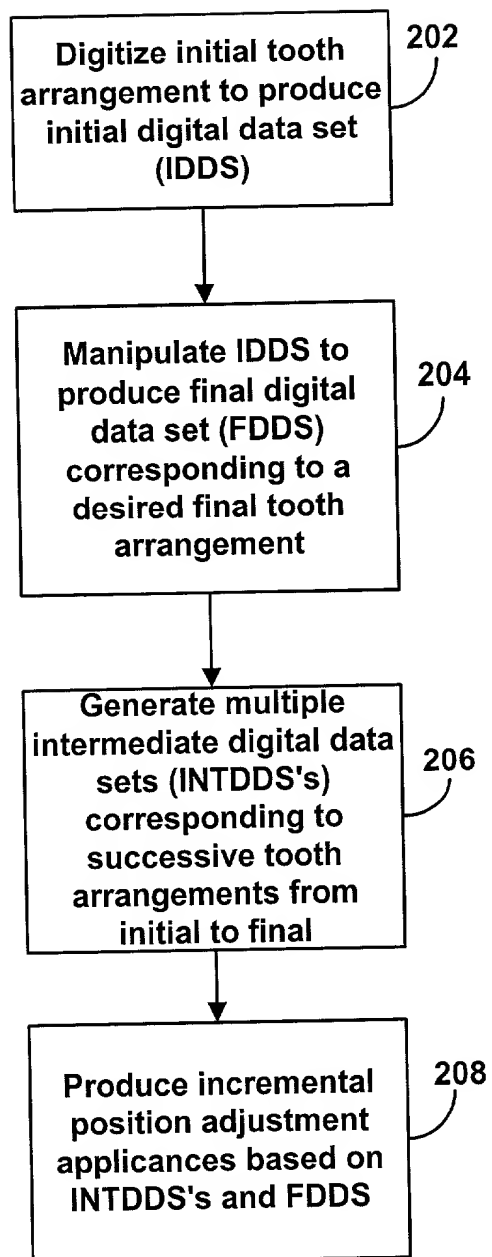 Digitize initial tooth
arrangement to produce
initial digital data set
(IDDS)
202
Manipulate IDDS to
produce final digital
data set (FDDS)
corresponding to a
desired final tooth
arrangement
204
Generate multiple
intermediate digital data
sets (INTDDS's)
corresponding to
successive tooth
arrangements from
initial to final
206
Produce incremental
position adjustment
applicances based on
INTDDS's and FDDS
208